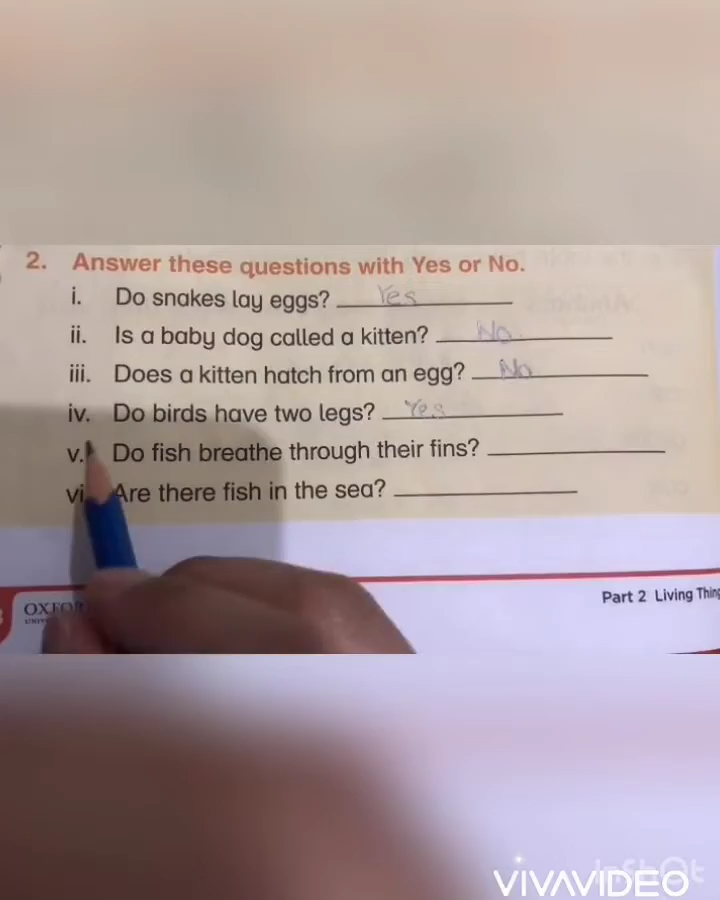 2. Answer these questions with Yes or No.
i. Do snakes lay eggs? Yes
ii. Is a baby dog called a kitten? No.
iii. Does a kitten hatch from an egg? No
iv. Do birds have two legs? Yes
v. Do fish breathe through their fins?
vi Are there fish in the sea?
OXFOR
Part 2 Living Thing
VIVAVIDEO